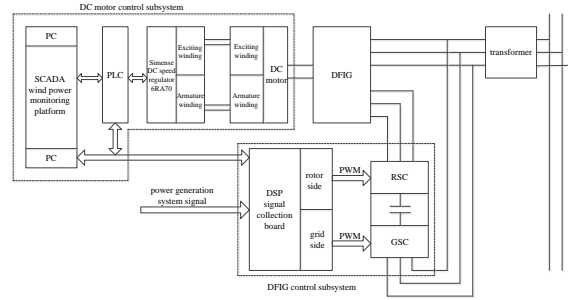 DC motor control subsystem
PC
SCADA
wind power
monitoring
platform
PC
PLC
Simense
DC speed
regulator
6RA70
Exciting
winding
Armature
winding
Exciting
winding
Armature
winding
DC
motor
DFIG
transformer
power generation
system signal
DSP
signal
collection
board
rotor
side
grid
side
PWM
PWM
RSC
GSC
DFIG control subsystem